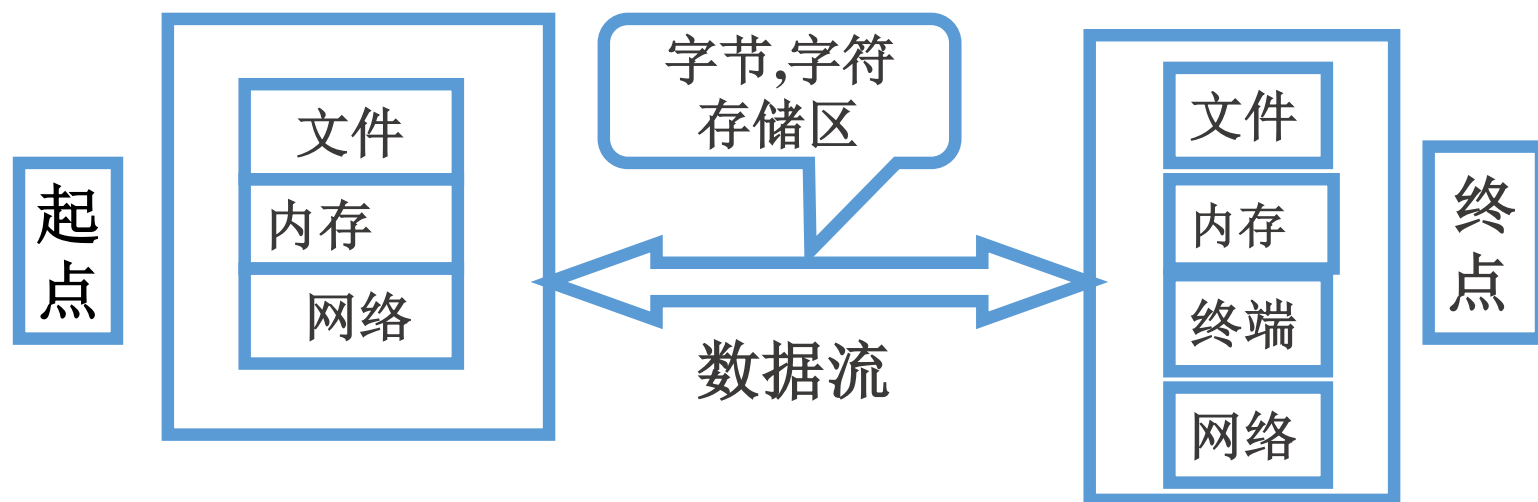 起
点
文件
内存
网络
字节,字符
存储区
数据流
文件
内存
终端
网络
终
点